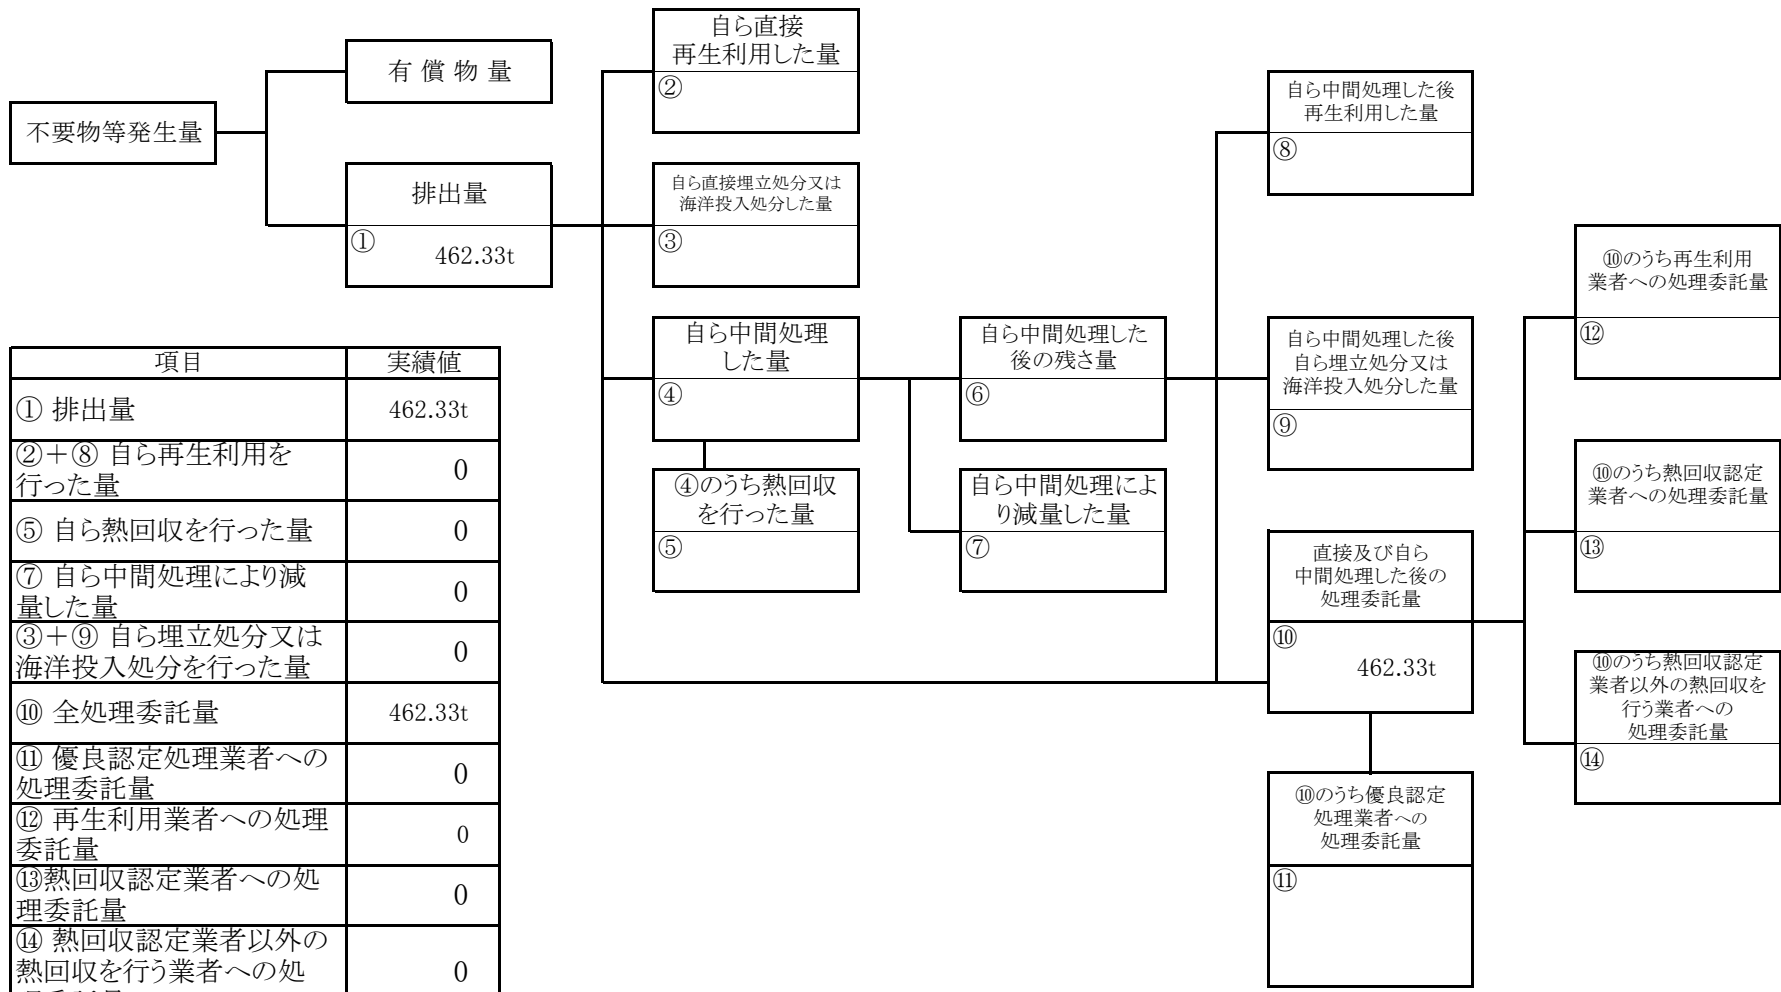 不要物等発生量
有 償 物 量
排出量
①
462.33t
自ら直接
再生利用した量
②
自ら直接埋立処分又は
海洋投入処分した量
③
自ら中間処理
した量
④
④のうち熱回収
を行った量
⑤
自ら中間処理した
後の残さ量
⑥
自ら中間処理によ
り減量した量
⑦
自ら中間処理した後
再生利用した量
⑧
自ら中間処理した後
自ら埋立処分又は
海洋投入処分した量
⑨
直接及び自ら
中間処理した後の
処理委託量
⑩
462.33t
⑩のうち優良認定
処理業者への
処理委託量
⑪
⑩のうち再生利用
業者への処理委託量
⑫
⑩のうち熱回収認定
業者への処理委託量
⑬
⑩のうち熱回収認定
業者以外の熱回収を
行う業者への
処理委託量
⑭
項目 実績値
① 排出量 462.33t
②+⑧ 自ら再生利用を
行った量 0
⑤ 自ら熱回収を行った量 0
⑦ 自ら中間処理により減
量した量 0
③+⑨ 自ら埋立処分又は
海洋投入処分を行った量 0
⑩ 全処理委託量 462.33t
⑪ 優良認定処理業者への
処理委託量 0
⑫ 再生利用業者への処理
委託量 0
⑬熱回収認定業者への処
理委託量 0
⑭ 熱回収認定業者以外の
熱回収を行う業者への処 0